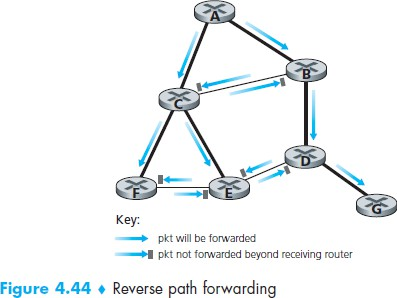 A
B
C
D
F
E
G
Key:
pkt will be forwarded
pkt not forwarded beyond receiving router
Figure 4.44 ♦ Reverse path forwarding